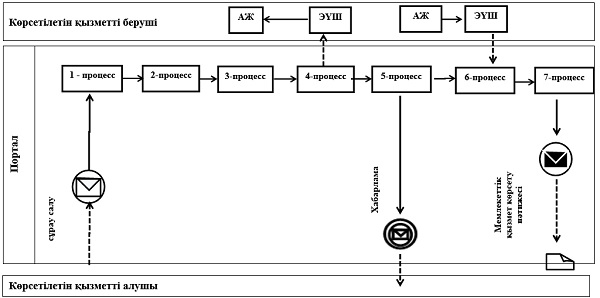 Көрсетілетін қызметті беруші
АЖ
ЭҮШ
АЖ
ЭҮШ
Портал
1 - процесс
2-процесс
3-процесс
4-процесс
5-процесс
6-процесс
7-процесс
сұрау салу
Хабарлама
Мемлекеттік
қызмет көрсету
нәтижесі
Көрсетілетін қызметті алушы